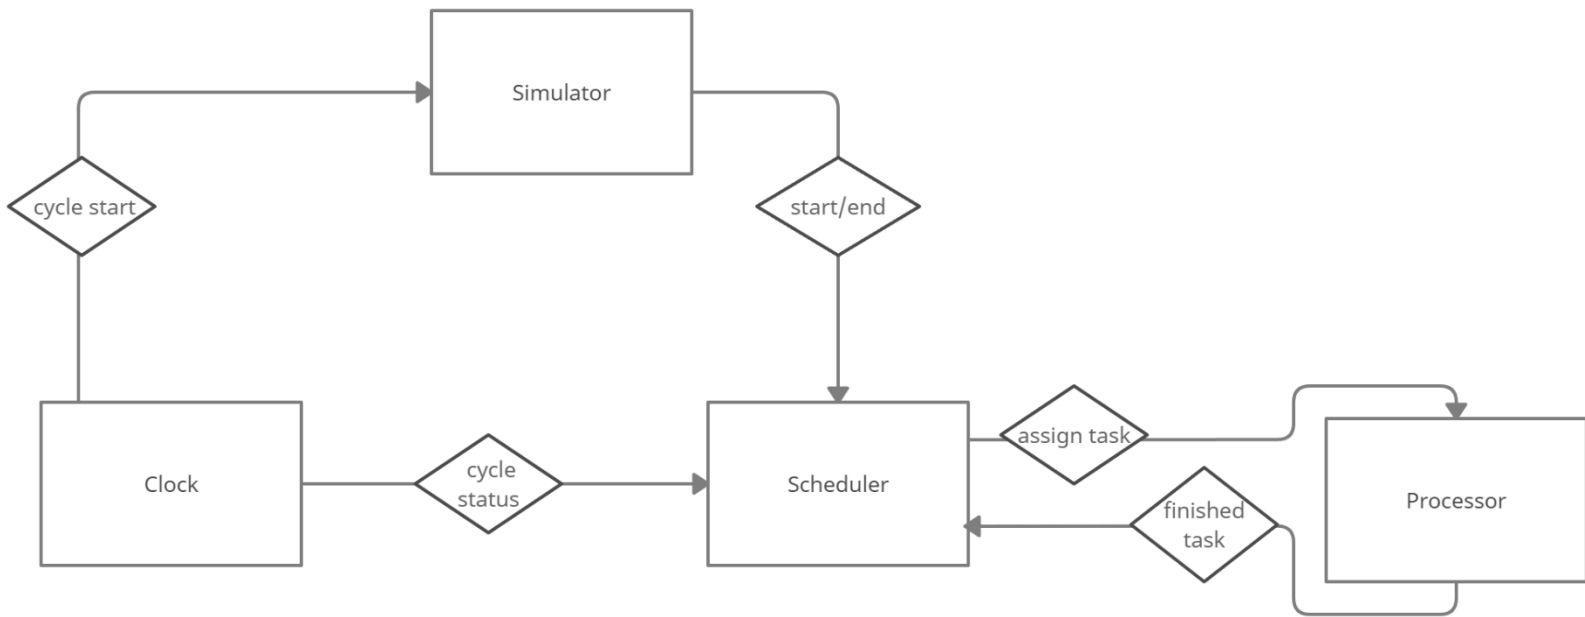 Simulator
cycle start
start/end
assign task
Clock
cycle
status
Scheduler
finished
task
Processor